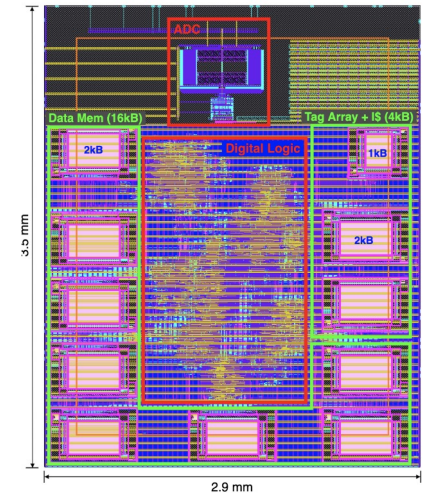 ADC
Data Mem (16kB)
Tag Array + I$ (4kB)
2kB
Digital Logic
1kB
2kB
3.5 mm
2.9 mm